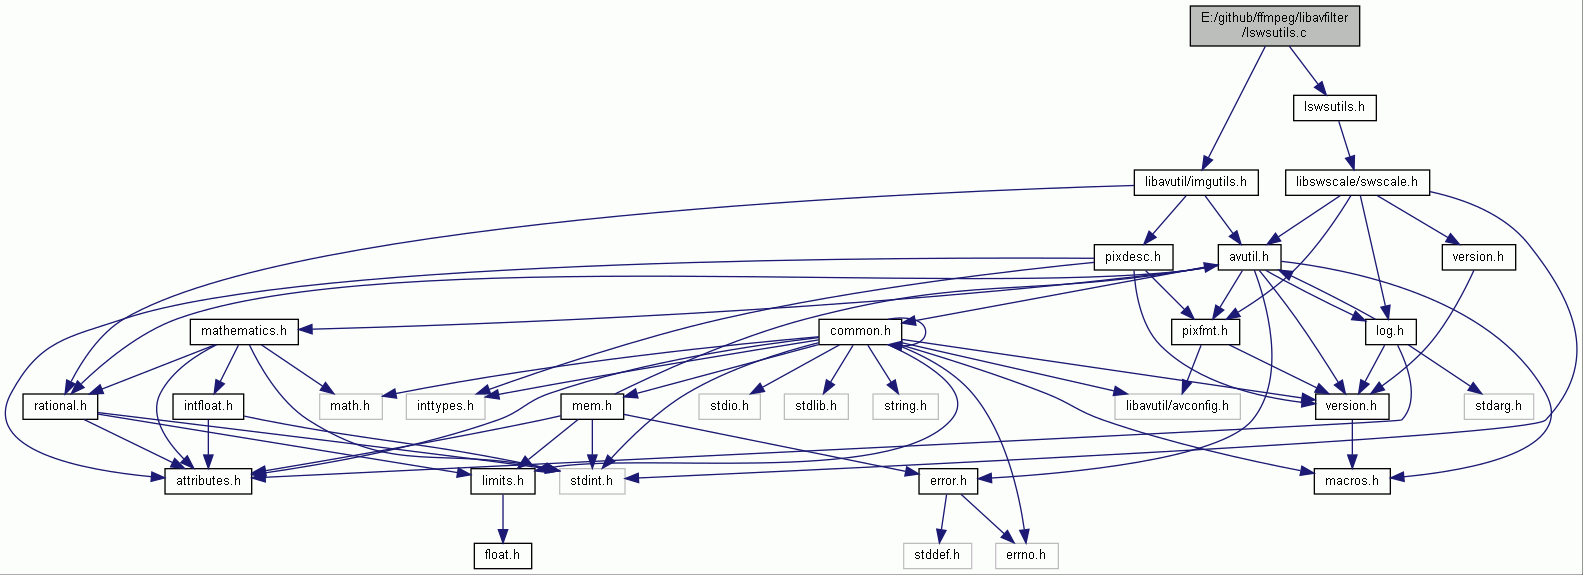 E:/github/ffmpeg/libavfilter
/lswsutils.c
lswsutils.h
libavutil/imgutils.h
libswscale/swscale.h
pixdesc.h
avutil.h
version.h
mathematics.h
common.h
pixfmt.h
log.h
rational.h
intfloat.h
math.h
inttypes.h
mem.h
stdio.h
stdlib.h
string.h
libavutil/avconfig.h
version.h
stdarg.h
attributes.h
limits.h
stdint.h
error.h
macros.h
float.h
stddef.h
errno.h